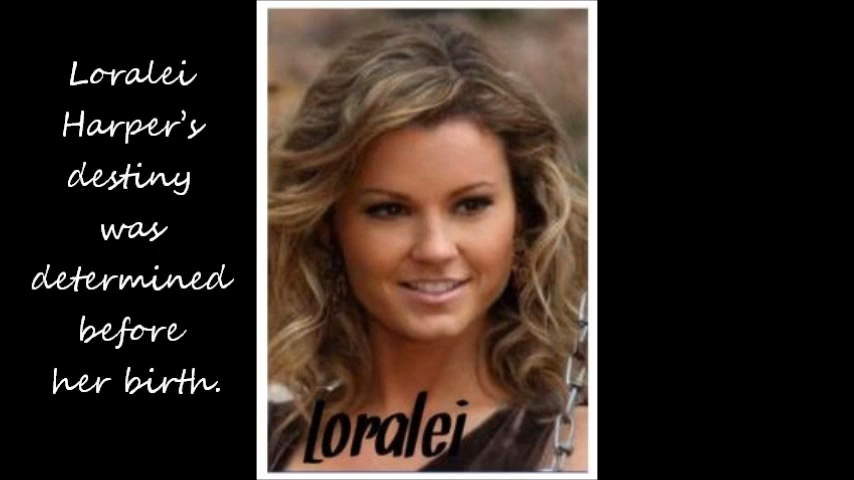 Loralei
Harper's
destiny
was
determined
before
her birth.
Loralei